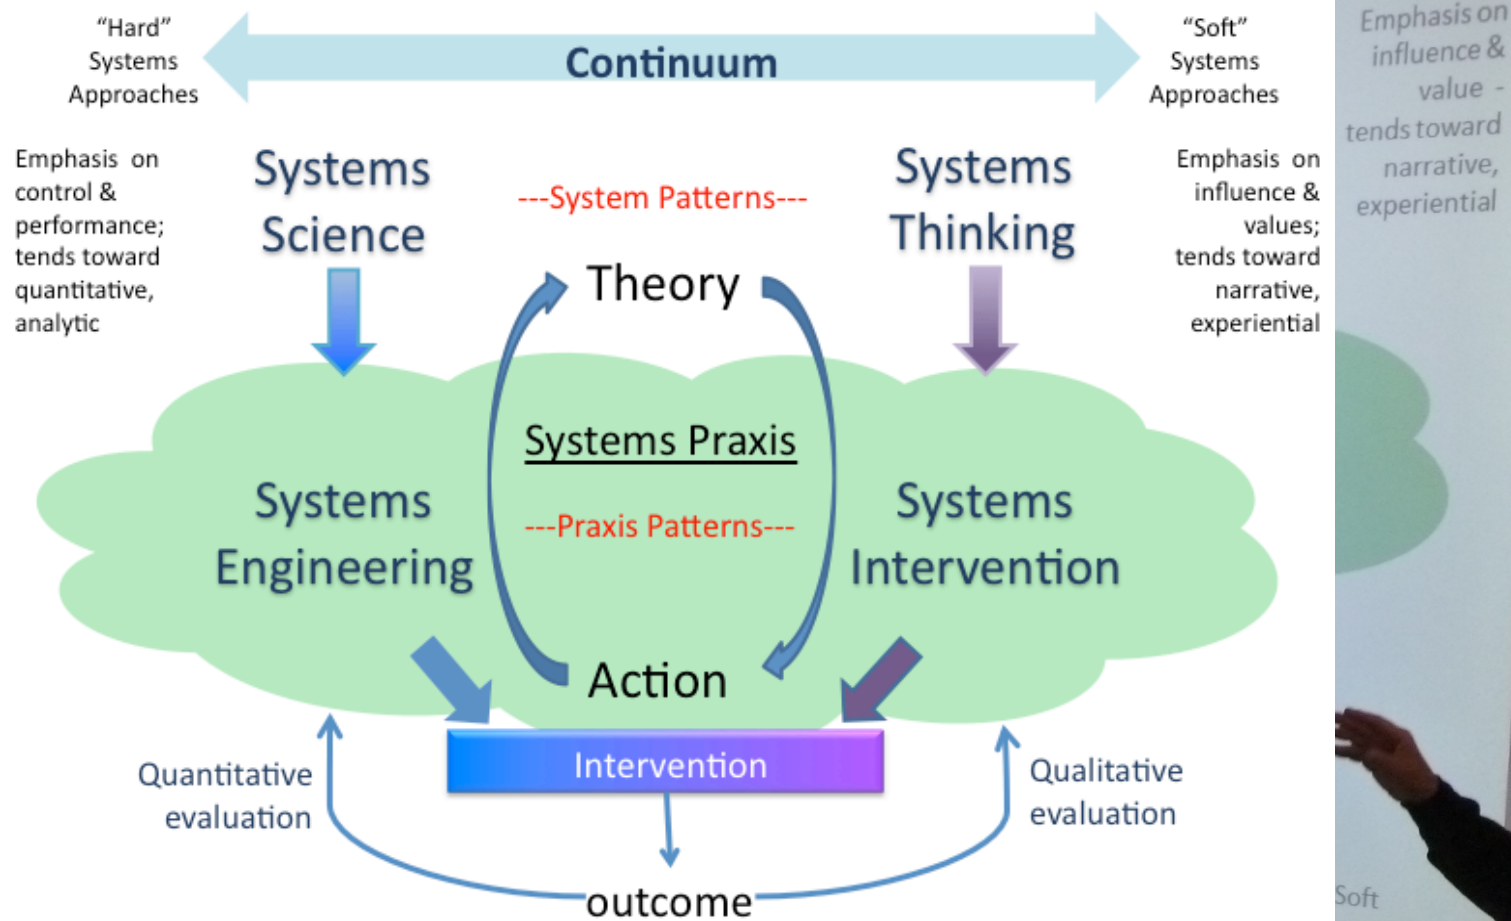 “Hard”
Systems
Approaches
Continuum
“Soft”
Systems
Approaches
Emphasis on
control &
performance;
tends toward
quantitative,
analytic
Systems
Science
---System Patterns---
Theory
Systems
Thinking
Emphasis on
influence &
values;
tends toward
narrative,
experiential
Systems Praxis
---Praxis Patterns---
Systems
Engineering
Systems
Intervention
Action
Intervention
Quantitative
evaluation
Qualitative
evaluation
outcome
Emphasis on
influence &
value -
tends toward
narrative,
experiential
Soft